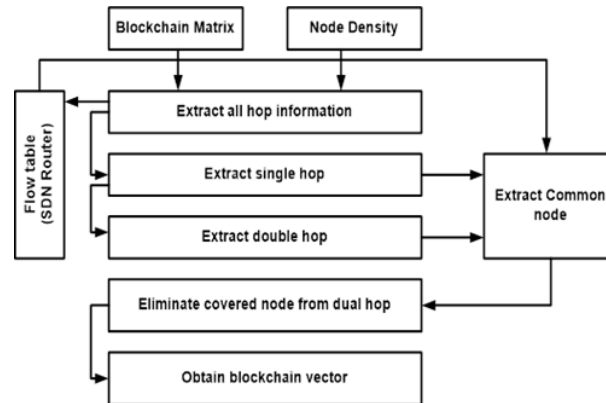 Blockchain Matrix
Node Density
Extract all hop information
Flow table
(SDN Router)
Extract single hop
Extract Common
node
Extract double hop
Eliminate covered node from dual hop
Obtain blockchain vector